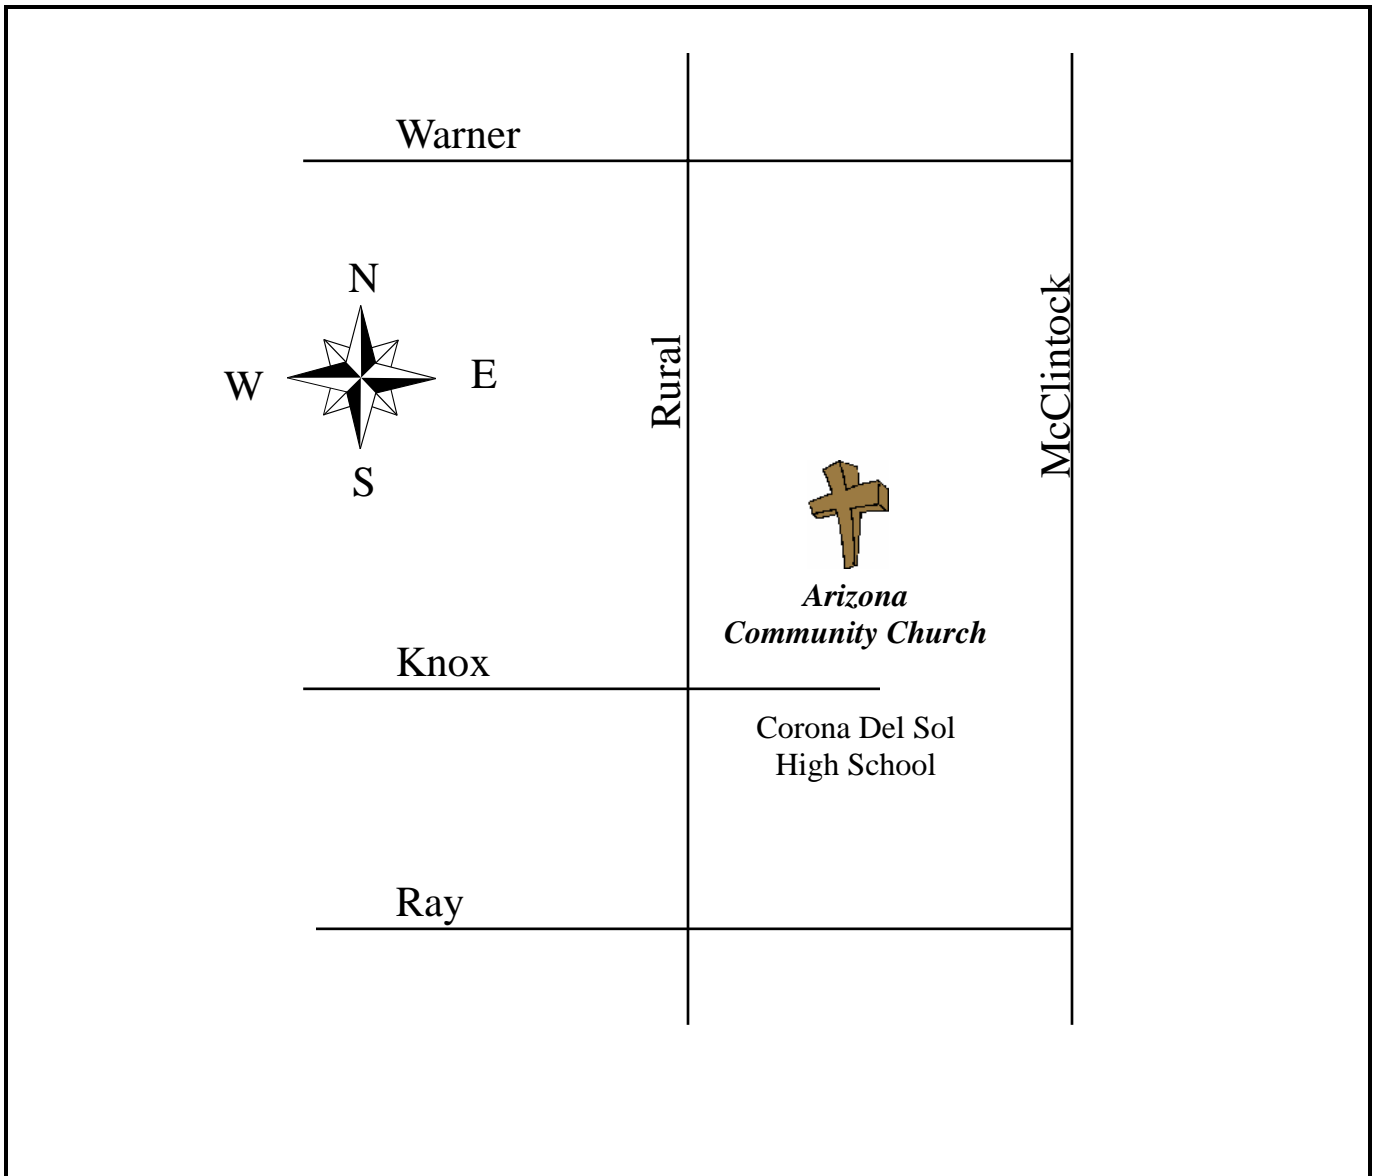 Warner
N
McClintock
Rural
W
E
S
Arizona
Community Church
Knox
Corona Del Sol
High School
Ray